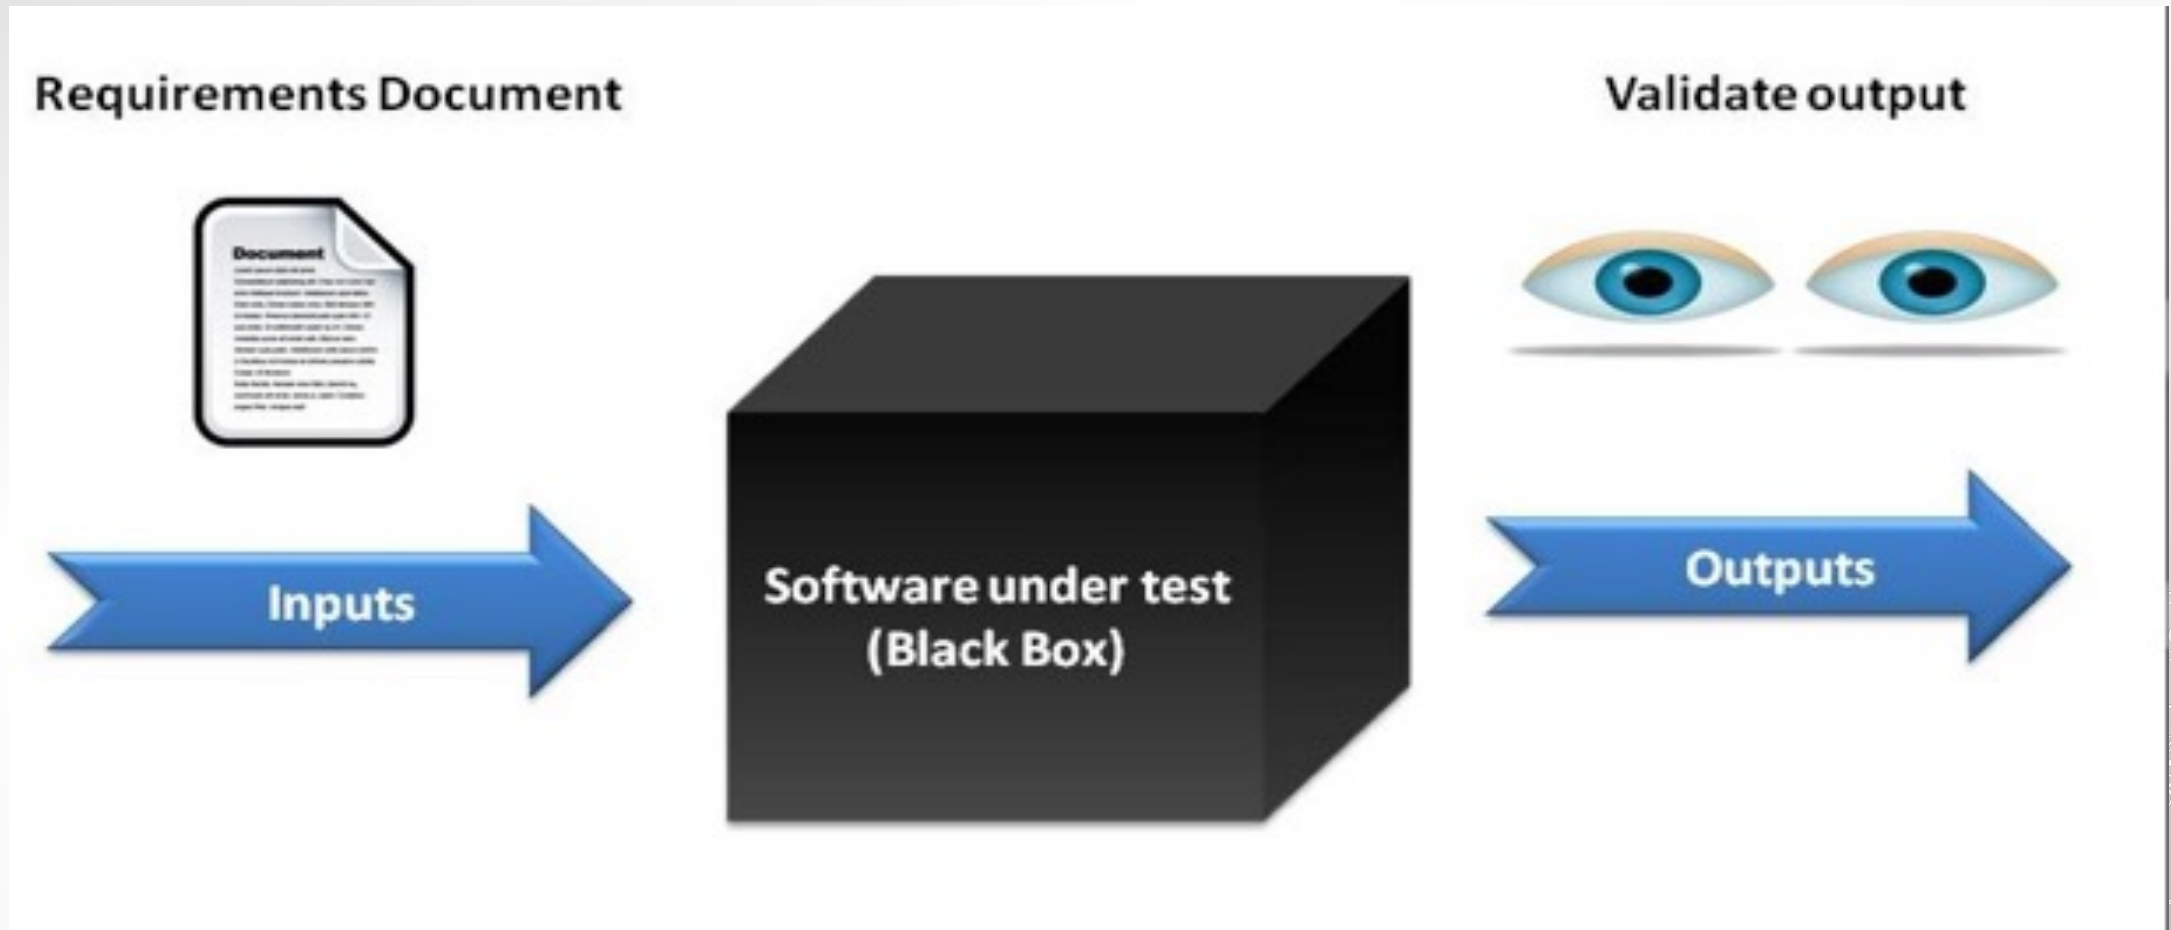 Requirements Document
Validate output
Document
Inputs
Software under test
(Black Box)
Outputs